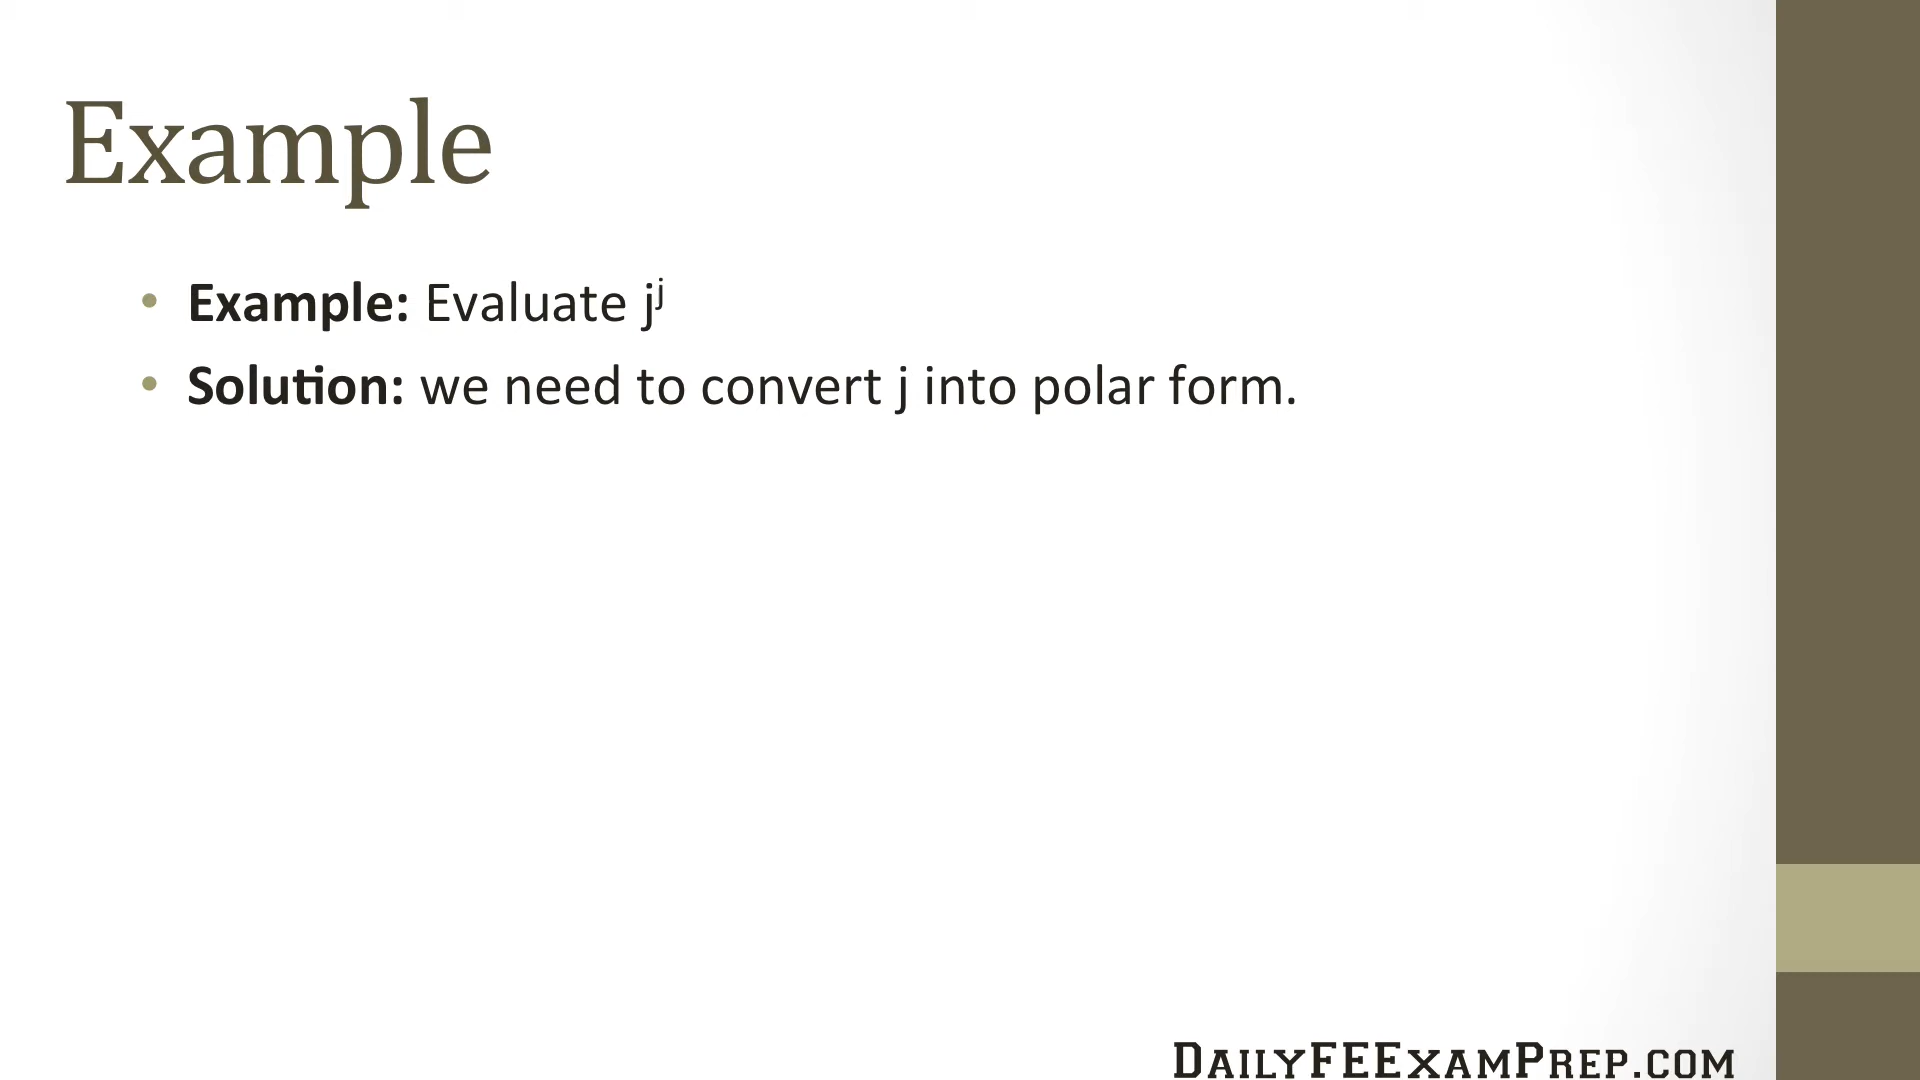 Example
• Example: Evaluate jʲ
• Solution: we need to convert j into polar form.
DailyFEExamPrep.com